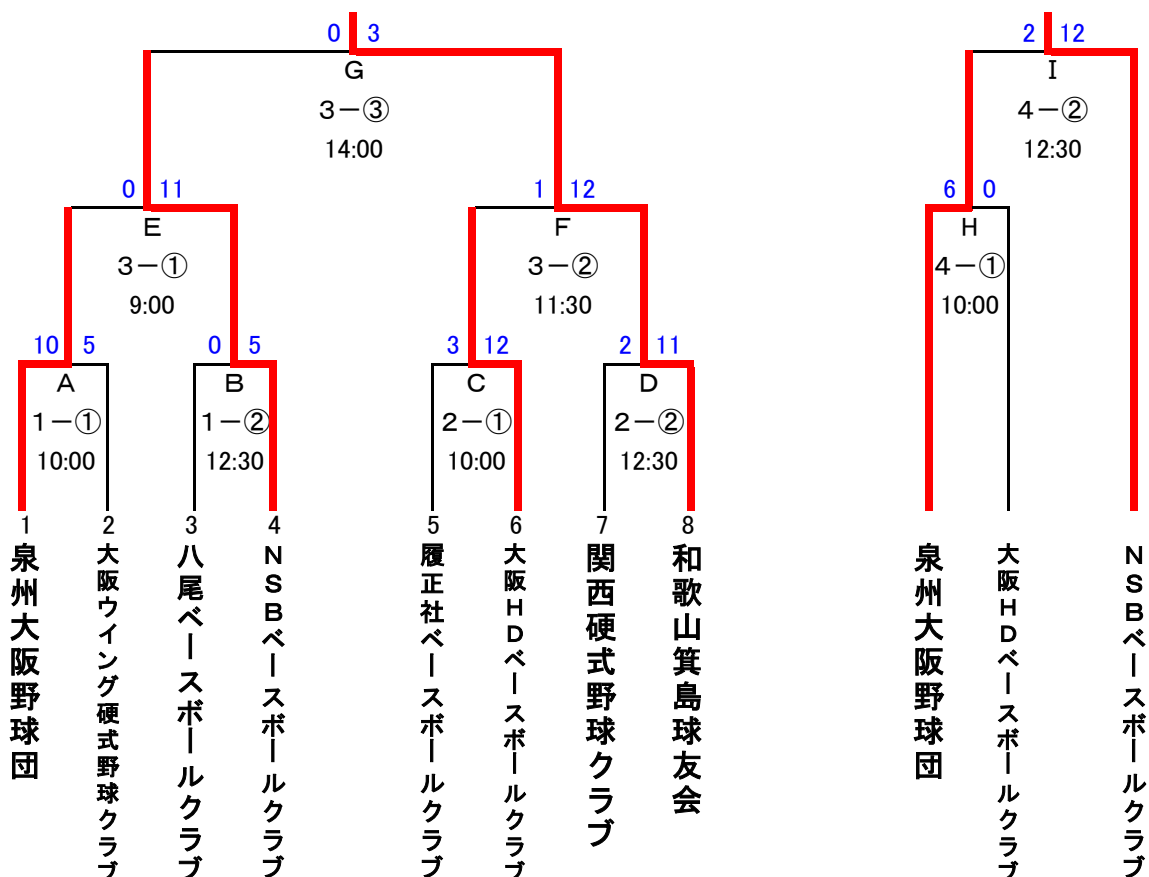 0 3
G
3－③
14:00
2 12
I
4－②
12:30
0 11
E
3－①
9:00
1 12
F
3－②
11:30
6 0
H
4－①
10:00
10 5
A
1－①
10:00
0 5
B
1－②
12:30
3 12
C
2－①
10:00
2 11
D
2－②
12:30
1
泉州大阪野球団
2
大阪ウイング硬式野球クラブ
3
八尾ベースボールクラブ
4
NSBベースボールクラブ
5
履正社ベースボールクラブ
6
大阪HDベースボールクラブ
7
関西硬式野球クラブ
8
和歌山箕島球友会
泉州大阪野球団
大阪HDベースボールクラブ
NSBベースボールクラブ